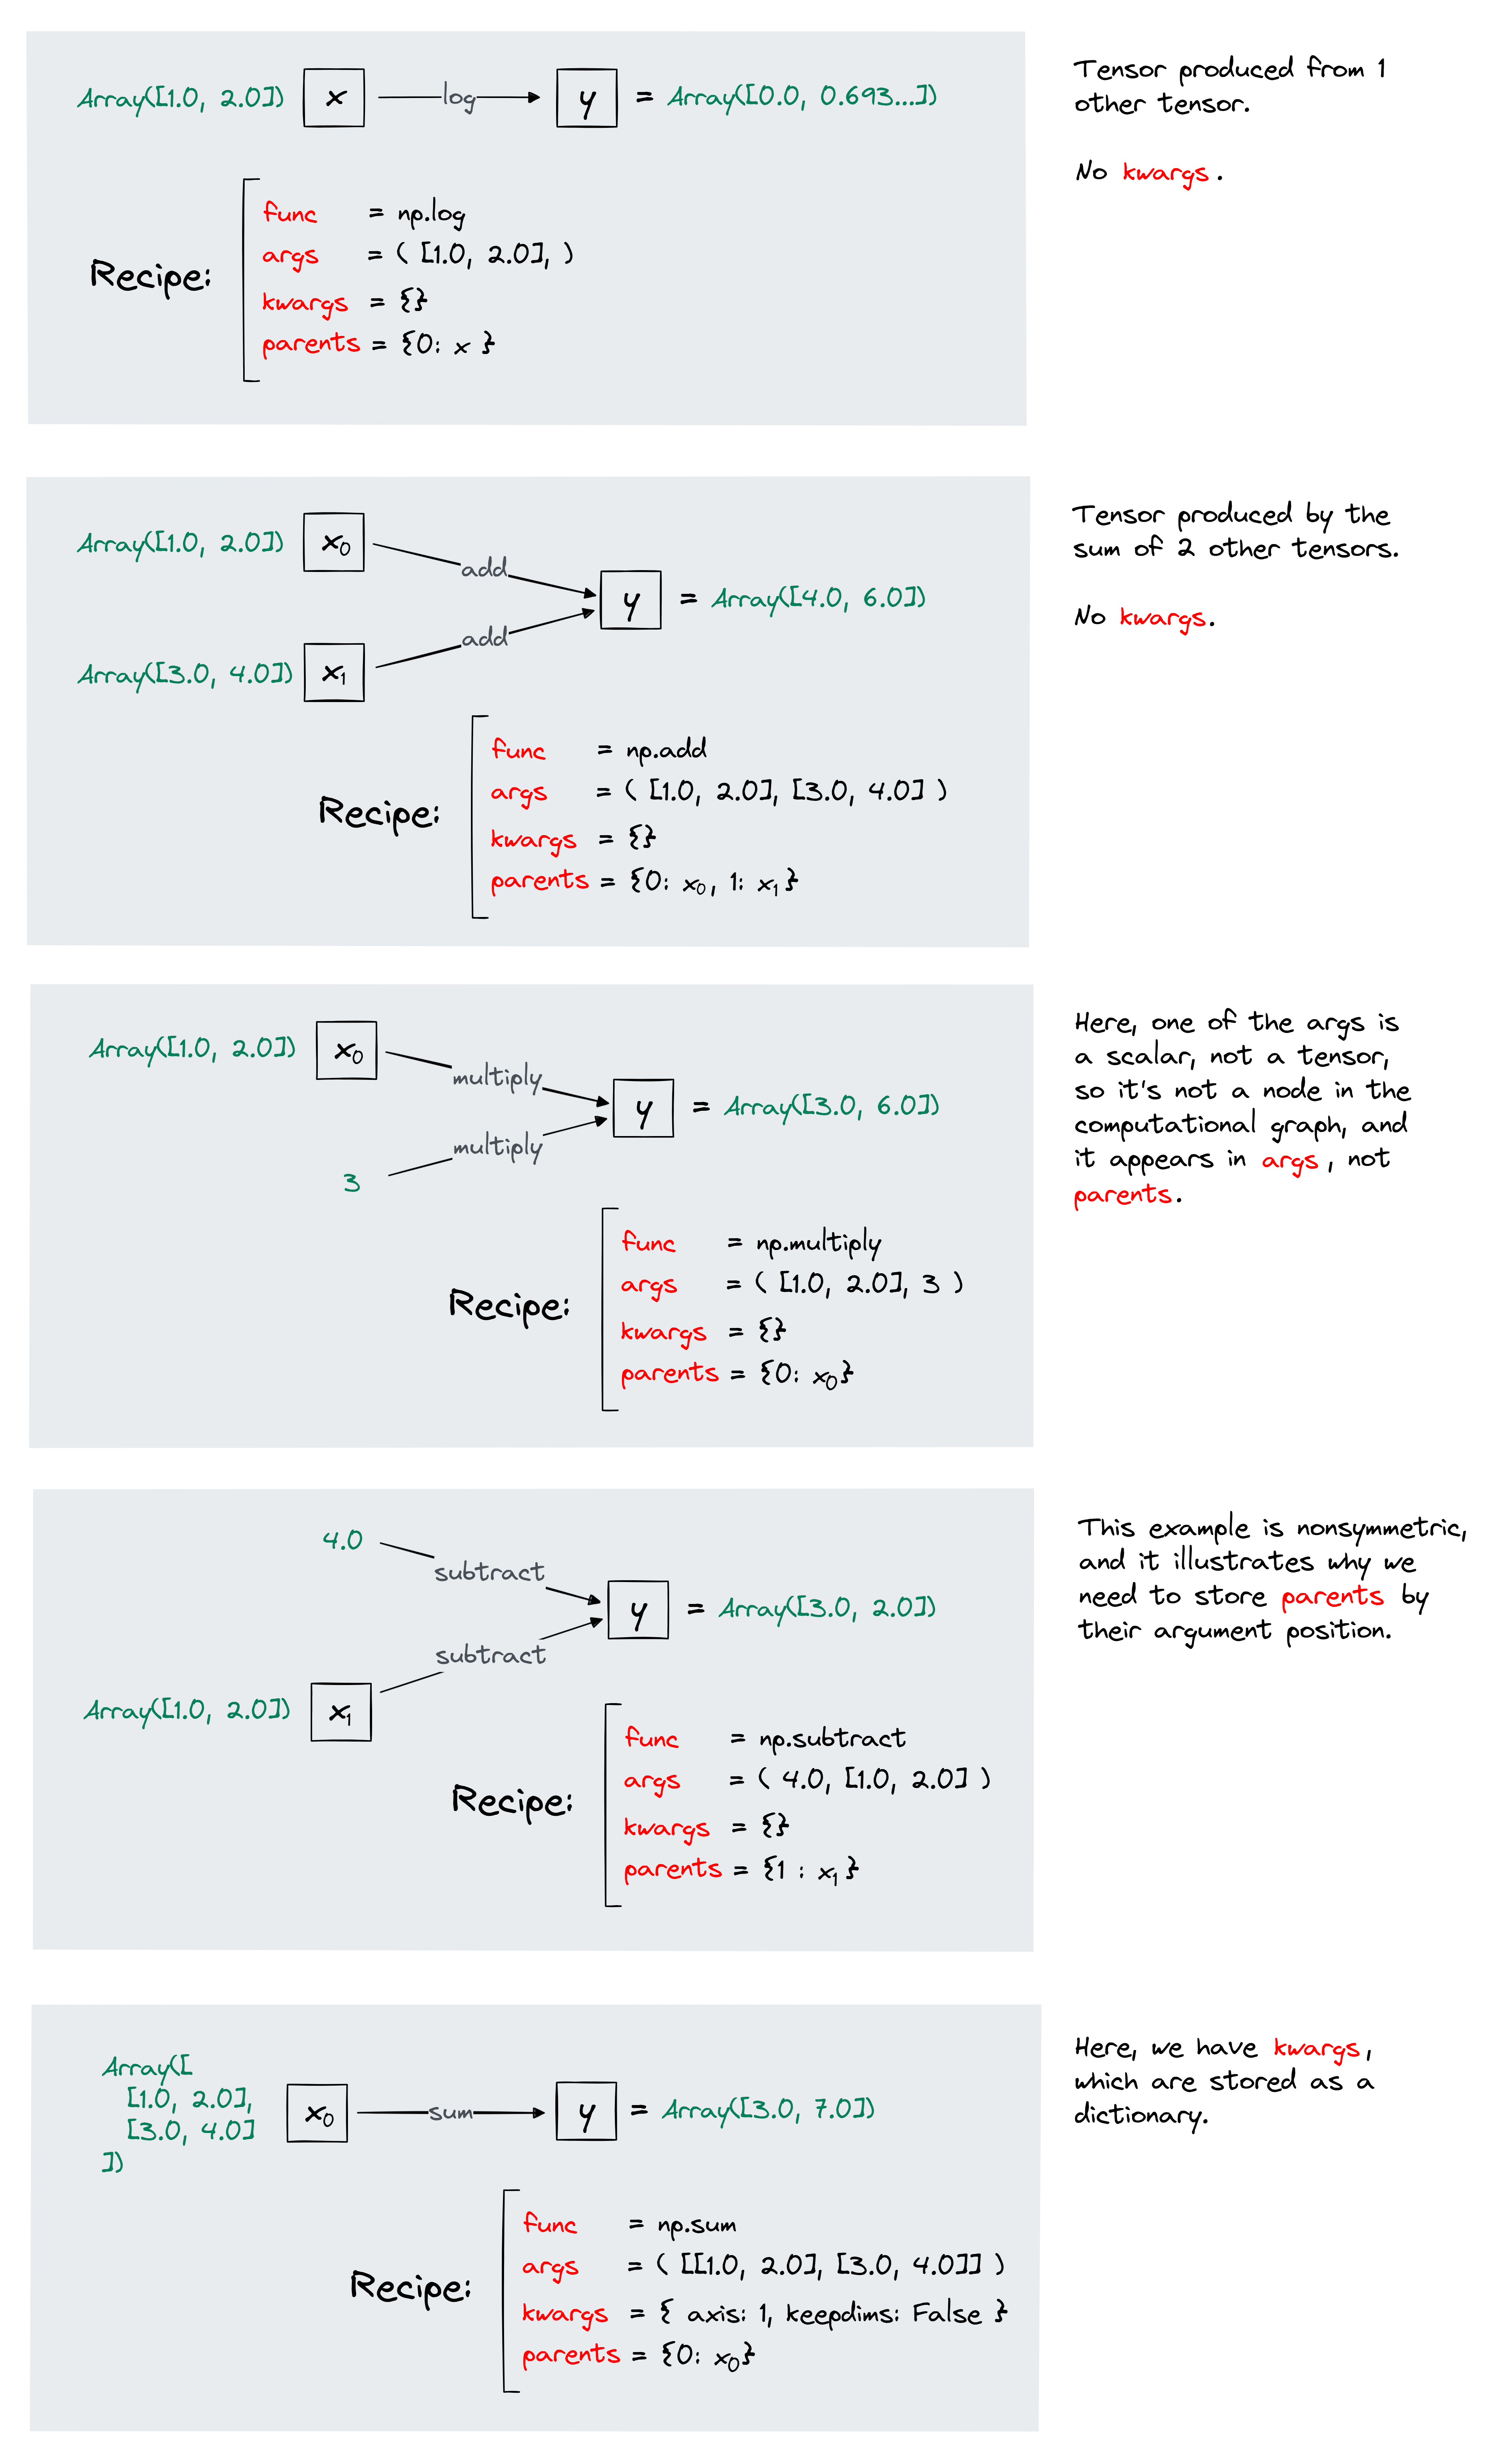 Array([1.0, 2.0]) x log y = Array([0.0, 0.693...])
Recipe:
func = np.log
args = ( [1.0, 2.0], )
kwargs = {}
parents = {0: x }
Tensor produced from 1
other tensor.
No kwargs.
Array([1.0, 2.0]) x₀
add
y = Array([4.0, 6.0])
add
Array([3.0, 4.0]) x₁
Recipe:
func = np.add
args = ( [1.0, 2.0], [3.0, 4.0] )
kwargs = {}
parents = {0: x₀, 1: x₁}
Tensor produced by the
sum of 2 other tensors.
No kwargs.
Array([1.0, 2.0]) x₀
multiply
y = Array([3.0, 6.0])
multiply
3
Recipe:
func = np.multiply
args = ( [1.0, 2.0], 3 )
kwargs = {}
parents = {0: x₀}
Here, one of the args is
a scalar, not a tensor,
so it's not a node in the
computational graph, and
it appears in args, not
parents.
4.0
subtract
y = Array([3.0, 2.0])
subtract
Array([1.0, 2.0]) x₁
Recipe:
func = np.subtract
args = ( 4.0, [1.0, 2.0] )
kwargs = {}
parents = {1 : x₁}
This example is nonsymmetric,
and it illustrates why we
need to store parents by
their argument position.
Array([
[1.0, 2.0],
[3.0, 4.0]
])
x₀ sum y = Array([3.0, 7.0])
Recipe:
func = np.sum
args = ( [[1.0, 2.0], [3.0, 4.0]] )
kwargs = { axis: 1, keepdims: False }
parents = {0: x₀}
Here, we have kwargs,
which are stored as a
dictionary.